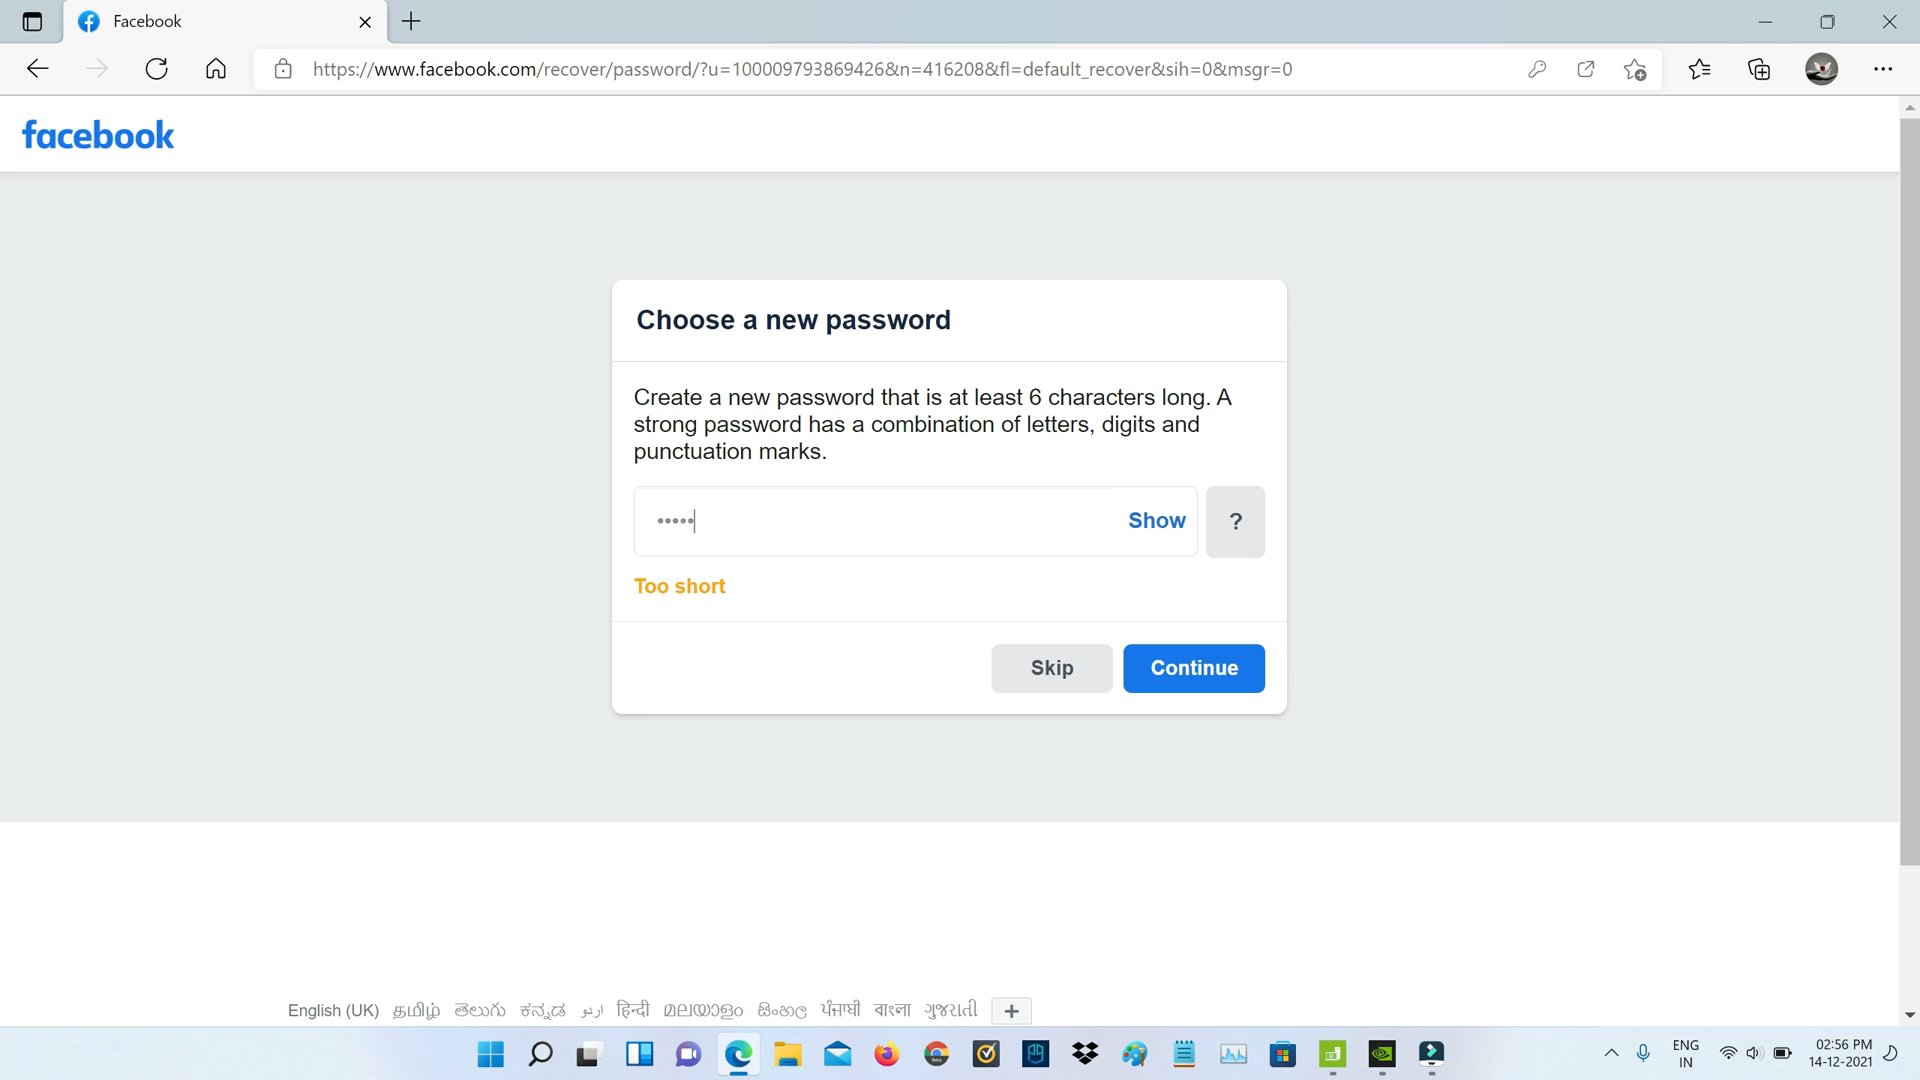 Facebook
https://www.facebook.com/recover/password/?u=100009793869426&n=416208&fl=default_recover&sih=0&msgr=0
facebook
Choose a new password
Create a new password that is at least 6 characters long. A
strong password has a combination of letters, digits and
punctuation marks.
•••••
Show
?
Too short
Skip
Continue
English (UK) தமிழ் తెలుగు ಕನ್ನಡ اردو हिन्दी മലയാളം සිංහල ਪੰਜਾਬੀ বাংলা ગુજરાતી +
ENG
IN
02:56 PM
14-12-2021